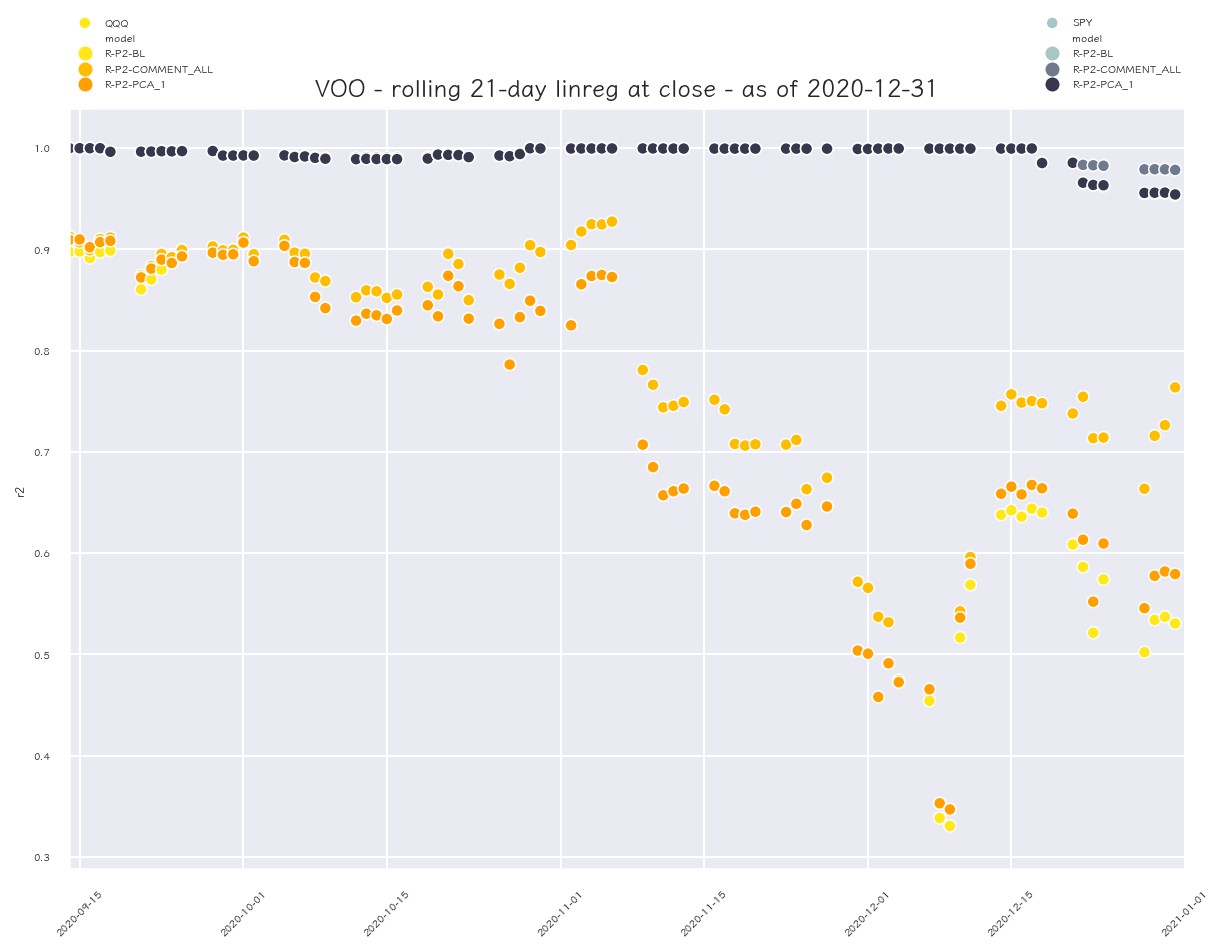 QQQ
model
R-P2-BL
R-P2-COMMENT_ALL
R-P2-PCA_1
SPY
model
R-P2-BL
R-P2-COMMENT_ALL
R-P2-PCA_1
VOO - rolling 21-day linreg at close - as of 2020-12-31
1.0
0.9
0.8
0.7
0.6
0.5
0.4
0.3
r2
2020-09-15
2020-10-01
2020-10-15
2020-11-01
2020-11-15
2020-12-01
2020-12-15
2021-01-01